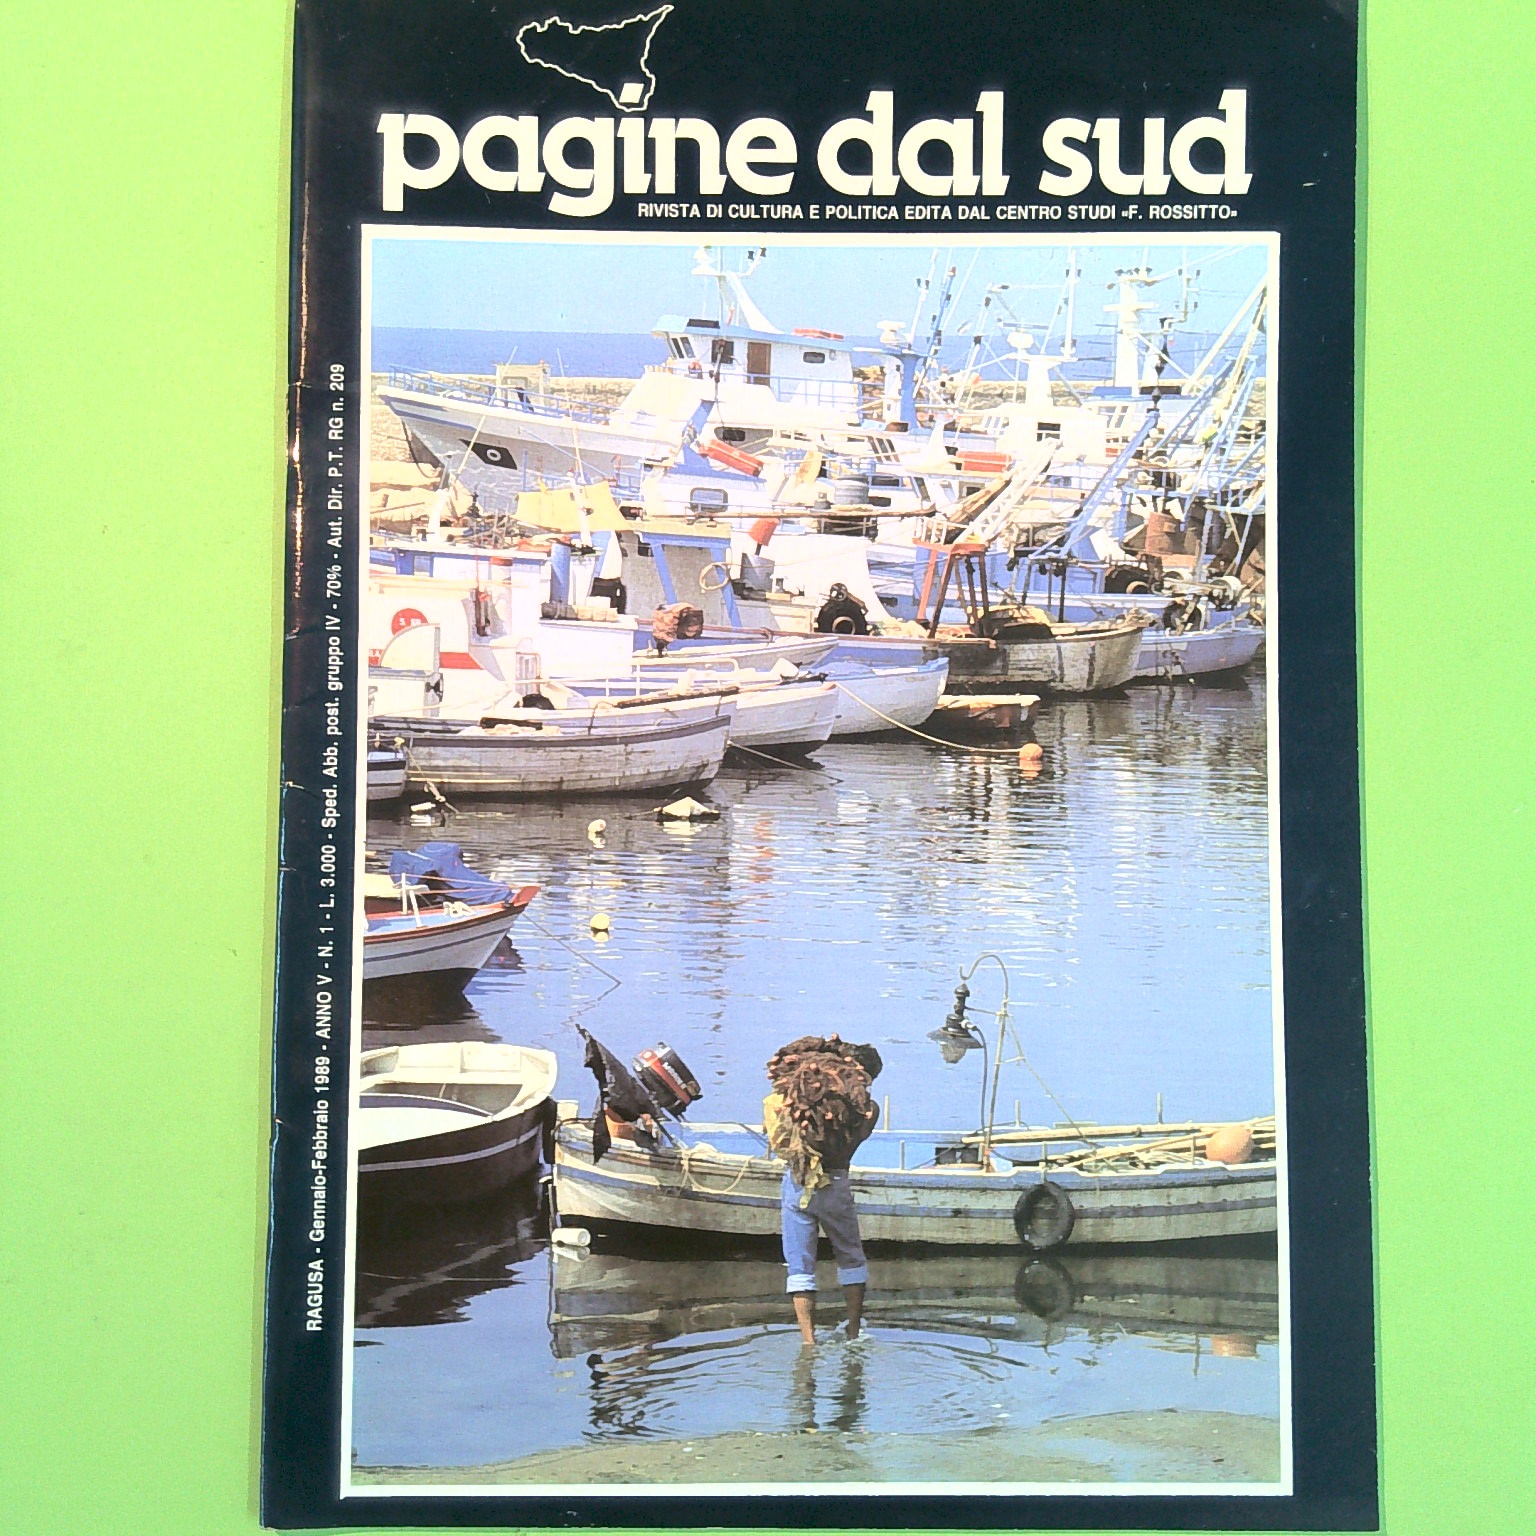 pagine dal sud
RIVISTA DI CULTURA E POLITICA EDITA DAL CENTRO STUDI «F. ROSSITTO»
RAGUSA - Gennaio-Febbraio 1989 - ANNO V - N. 1 - L. 3.000 - Sped. Abb. post. gruppo IV - 70% - Aut. Dir. P.T. RG n. 209